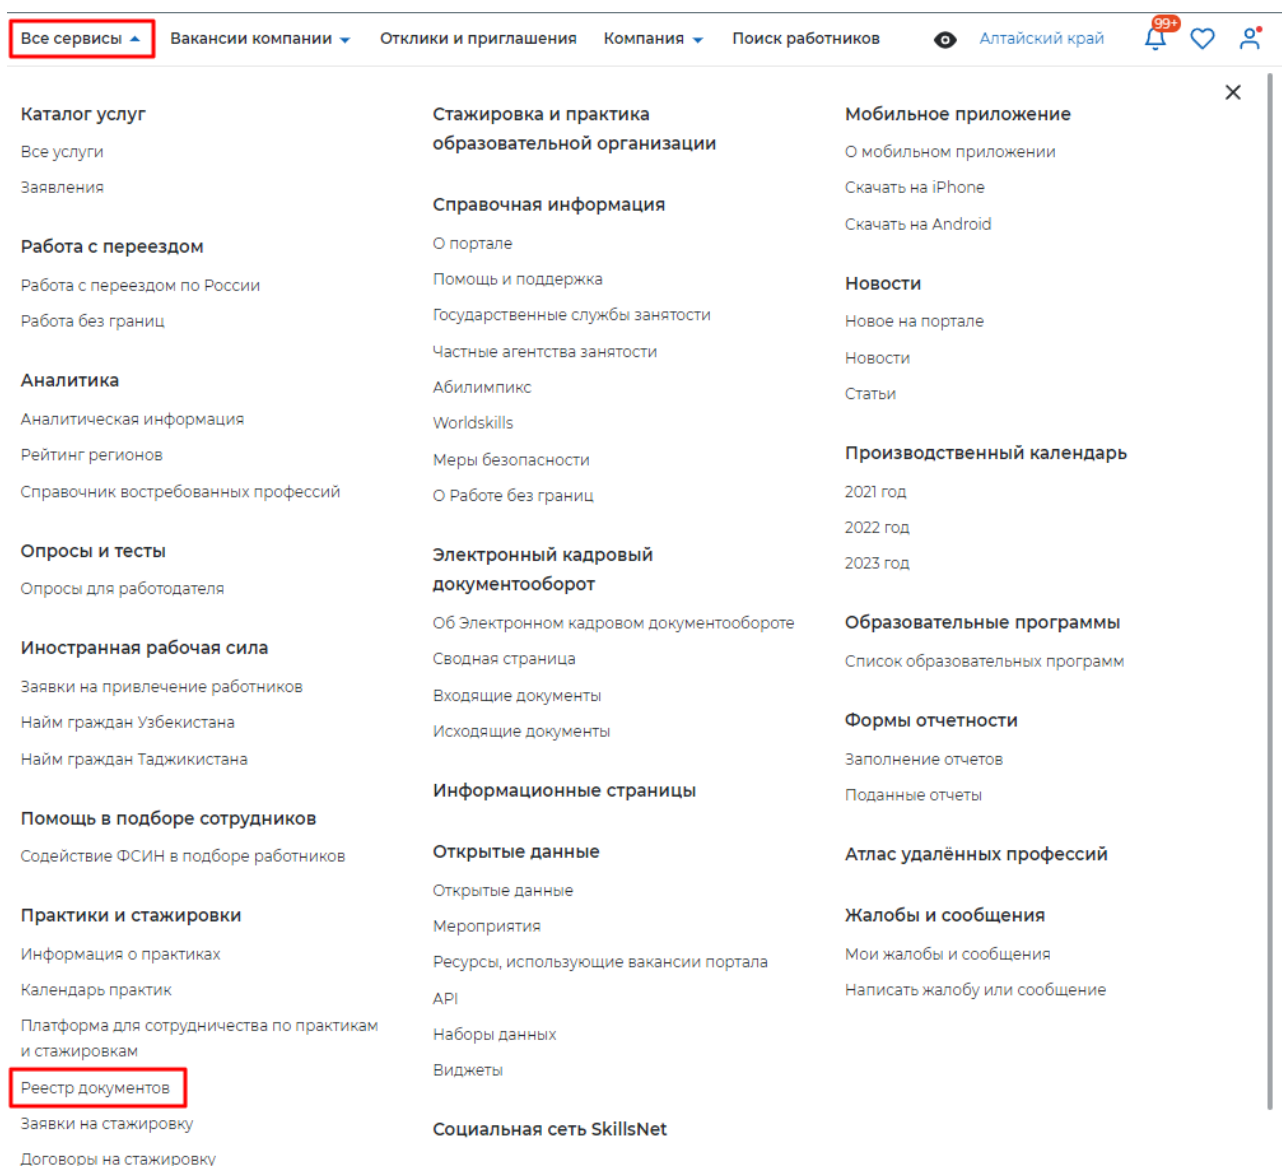 Все сервисы
Вакансии компании
Отклики и приглашения
Компания
Поиск работников
Алтайский край
99+
Каталог услуг
Все услуги
Заявления
Работа с переездом
Работа с переездом по России
Работа без границ
Аналитика
Аналитическая информация
Рейтинг регионов
Справочник востребованных профессий
Опросы и тесты
Опросы для работодателя
Иностранная рабочая сила
Заявки на привлечение работников
Найм граждан Узбекистана
Найм граждан Таджикистана
Помощь в подборе сотрудников
Содействие ФСИН в подборе работников
Практики и стажировки
Информация о практиках
Календарь практик
Платформа для сотрудничества по практикам
и стажировкам
Реестр документов
Заявки на стажировку
Договоры на стажировку
Стажировка и практика
образовательной организации
Справочная информация
О портале
Помощь и поддержка
Государственные службы занятости
Частные агентства занятости
Абилимпикс
Worldskills
Меры безопасности
О Работе без границ
Электронный кадровый
документооборот
Об Электронном кадровом документообороте
Сводная страница
Входящие документы
Исходящие документы
Информационные страницы
Открытые данные
Открытые данные
Мероприятия
Ресурсы, использующие вакансии портала
API
Наборы данных
Виджеты
Социальная сеть SkillsNet
Мобильное приложение
О мобильном приложении
Скачать на iPhone
Скачать на Android
Новости
Новое на портале
Новости
Статьи
Производственный календарь
2021 год
2022 год
2023 год
Образовательные программы
Список образовательных программ
Формы отчетности
Заполнение отчетов
Поданные отчеты
Атлас удалённых профессий
Жалобы и сообщения
Мои жалобы и сообщения
Написать жалобу или сообщение